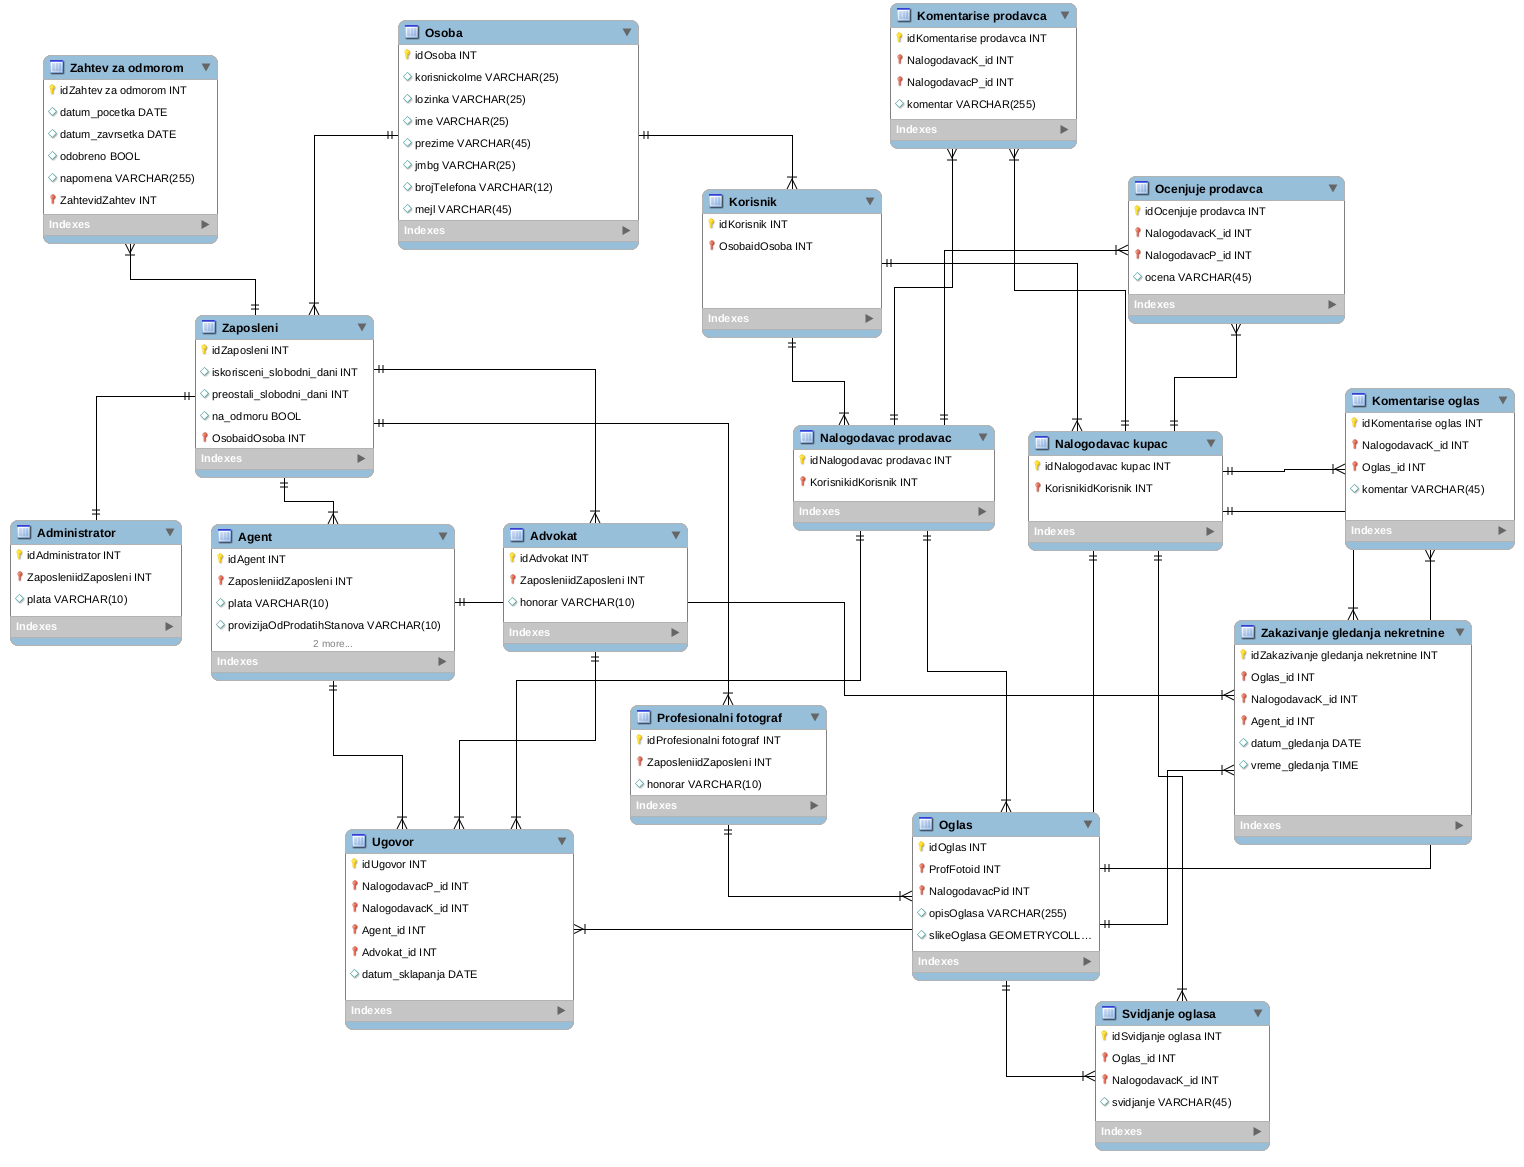 Zahtev za odmorom
idZahtev za odmorom INT
datum_pocetka DATE
datum_zavrsetka DATE
odobreno BOOL
napomena VARCHAR(255)
ZahtevidZahtev INT
Indexes
Osoba
idOsoba INT
korisnickoIme VARCHAR(25)
lozinka VARCHAR(25)
ime VARCHAR(25)
prezime VARCHAR(45)
jmbg VARCHAR(25)
brojTelefona VARCHAR(12)
mejl VARCHAR(45)
Indexes
Komentarise prodavca
idKomentarise prodavca INT
NalogodavacK_id INT
NalogodavacP_id INT
komentar VARCHAR(255)
Indexes
Korisnik
idKorisnik INT
OsobaidOsoba INT
Indexes
Ocenjuje prodavca
idOcenjuje prodavca INT
NalogodavacK_id INT
NalogodavacP_id INT
ocena VARCHAR(45)
Indexes
Zaposleni
idZaposleni INT
iskorisceni_slobodni_dani INT
preostali_slobodni_dani INT
na_odmoru BOOL
OsobaidOsoba INT
Indexes
Nalogodavac prodavac
idNalogodavac prodavac INT
KorisnikidKorisnik INT
Indexes
Nalogodavac kupac
idNalogodavac kupac INT
KorisnikidKorisnik INT
Indexes
Komentarise oglas
idKomentarise oglas INT
NalogodavacK_id INT
Oglas_id INT
komentar VARCHAR(45)
Indexes
Administrator
idAdministrator INT
ZaposleniidZaposleni INT
plata VARCHAR(10)
Indexes
Agent
idAgent INT
ZaposleniidZaposleni INT
plata VARCHAR(10)
provizijaOdProdatihStanova VARCHAR(10)
2 more...
Indexes
Advokat
idAdvokat INT
ZaposleniidZaposleni INT
honorar VARCHAR(10)
Indexes
Zakazivanje gledanja nekretnine
idZakazivanje gledanja nekretnine INT
Oglas_id INT
NalogodavacK_id INT
Agent_id INT
datum_gledanja DATE
vreme_gledanja TIME
Indexes
Profesionalni fotograf
idProfesionalni fotograf INT
ZaposleniidZaposleni INT
honorar VARCHAR(10)
Indexes
Ugovor
idUgovor INT
NalogodavacP_id INT
NalogodavacK_id INT
Agent_id INT
Advokat_id INT
datum_sklapanja DATE
Indexes
Oglas
idOglas INT
ProfFotoid INT
NalogodavacPid INT
opisOglasa VARCHAR(255)
slikeOglasa GEOMETRYCOLL...
Indexes
Svidjanje oglasa
idSvidjanje oglasa INT
Oglas_id INT
NalogodavacK_id INT
svidjanje VARCHAR(45)
Indexes